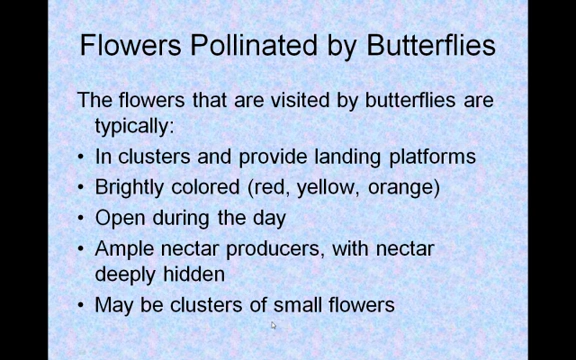 Flowers Pollinated by Butterflies
The flowers that are visited by butterflies are
typically:
• In clusters and provide landing platforms
• Brightly colored (red, yellow, orange)
• Open during the day
• Ample nectar producers, with nectar
deeply hidden
• May be clusters of small flowers